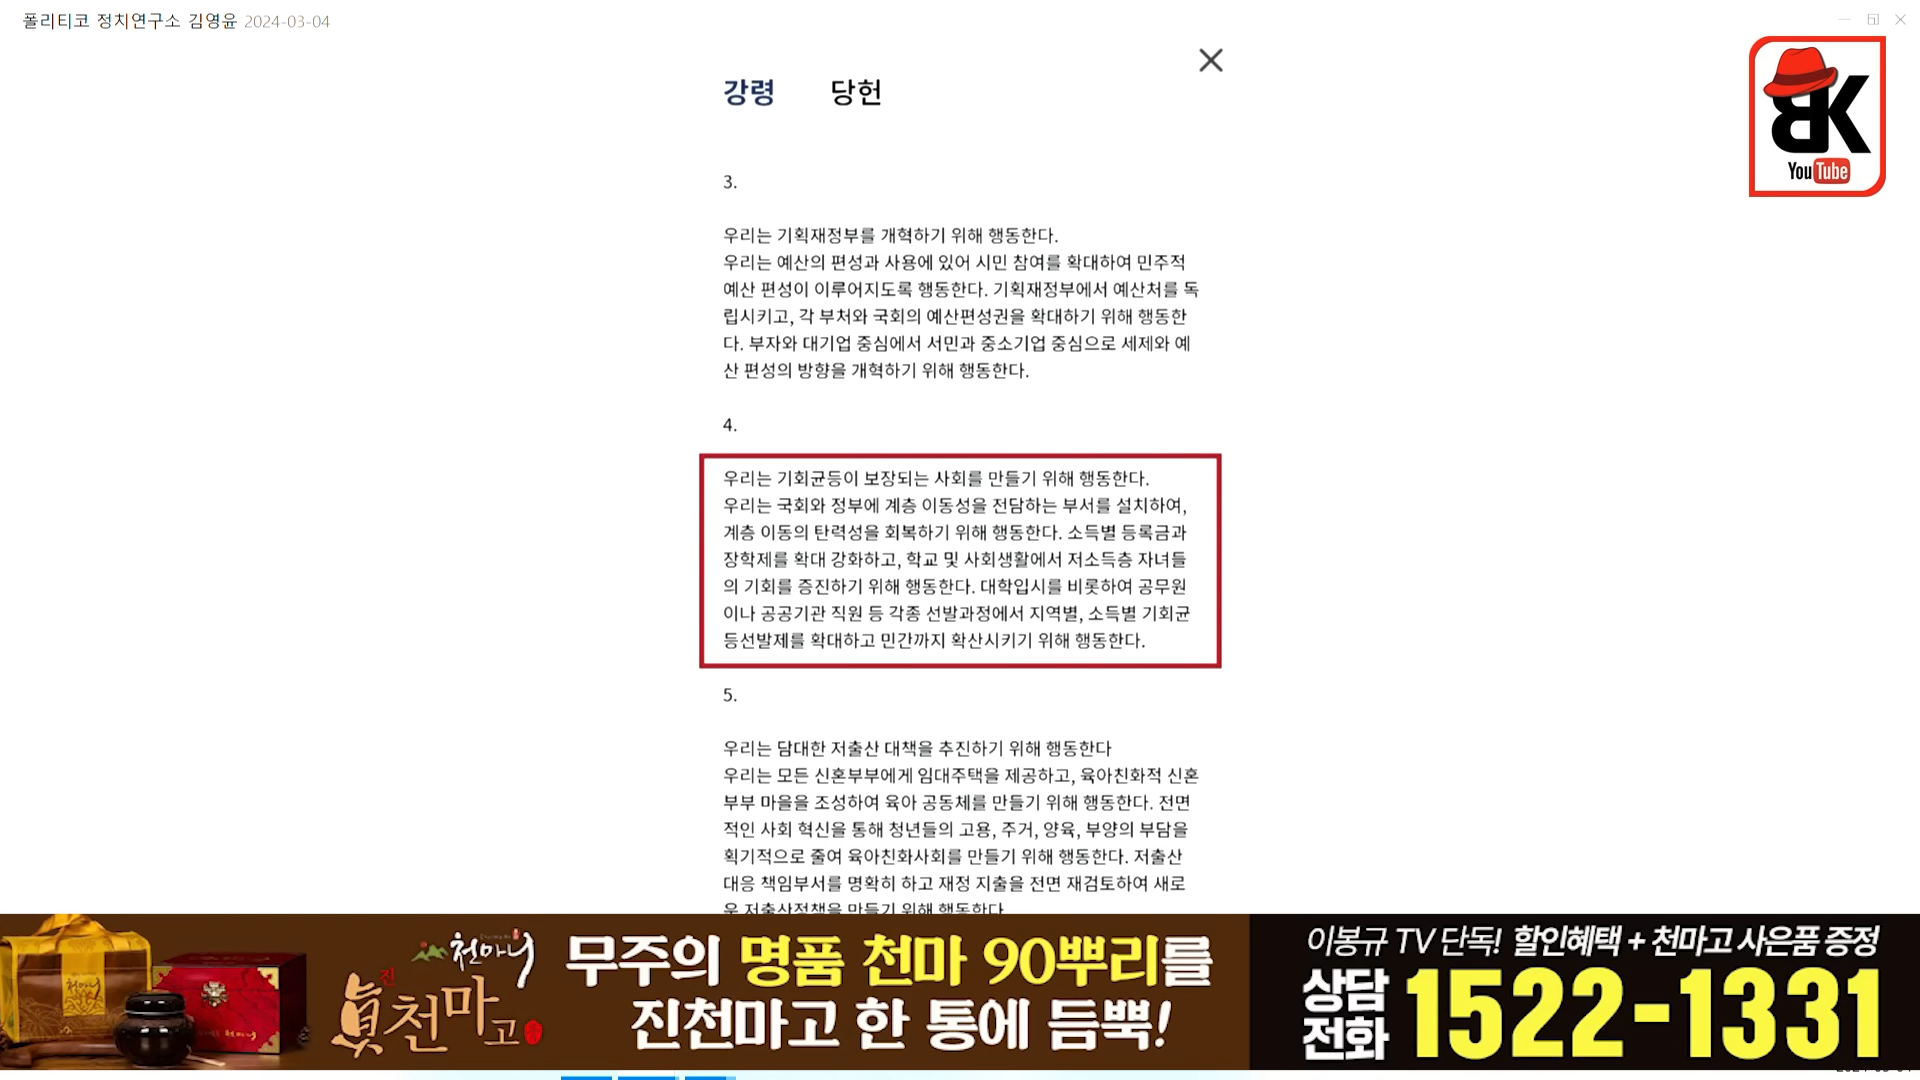 폴리티코 정치연구소 김영윤 2024-03-04
BK
YouTube
강령 당헌
3.
우리는 기획재정부를 개혁하기 위해 행동한다.
우리는 예산의 편성과 사용에 있어 시민 참여를 확대하여 민주적
예산 편성이 이루어지도록 행동한다. 기획재정부에서 예산처를 독
립시키고, 각 부처와 국회의 예산편성권을 확대하기 위해 행동한
다. 부자와 대기업 중심에서 서민과 중소기업 중심으로 세제와 예
산 편성의 방향을 개혁하기 위해 행동한다.
4.
우리는 기회균등이 보장되는 사회를 만들기 위해 행동한다.
우리는 국회와 정부에 계층 이동성을 전담하는 부서를 설치하여,
계층 이동의 탄력성을 회복하기 위해 행동한다. 소득별 등록금과
장학제를 확대 강화하고, 학교 및 사회생활에서 저소득층 자녀들
의 기회를 증진하기 위해 행동한다. 대학입시를 비롯하여 공무원
이나 공공기관 직원 등 각종 선발과정에서 지역별, 소득별 기회균
등선발제를 확대하고 민간까지 확산시키기 위해 행동한다.
5.
우리는 담대한 저출산 대책을 추진하기 위해 행동한다
우리는 모든 신혼부부에게 임대주택을 제공하고, 육아친화적 신혼
부부 마을을 조성하여 육아 공동체를 만들기 위해 행동한다. 전면
적인 사회 혁신을 통해 청년들의 고용, 주거, 양육, 부양의 부담을
획기적으로 줄여 육아친화사회를 만들기 위해 행동한다. 저출산
대응 책임부서를 명확히 하고 재정 지출을 전면 재검토하여 새로
운 저출산정책을 만들기 위해 행동한다
천마니
진
眞천마고
무주의 명품 천마 90뿌리를
진천마고 한 통에 듬뿍!
이봉규 TV 단독! 할인혜택 + 천마고 사은품 증정
상담
전화 1522-1331